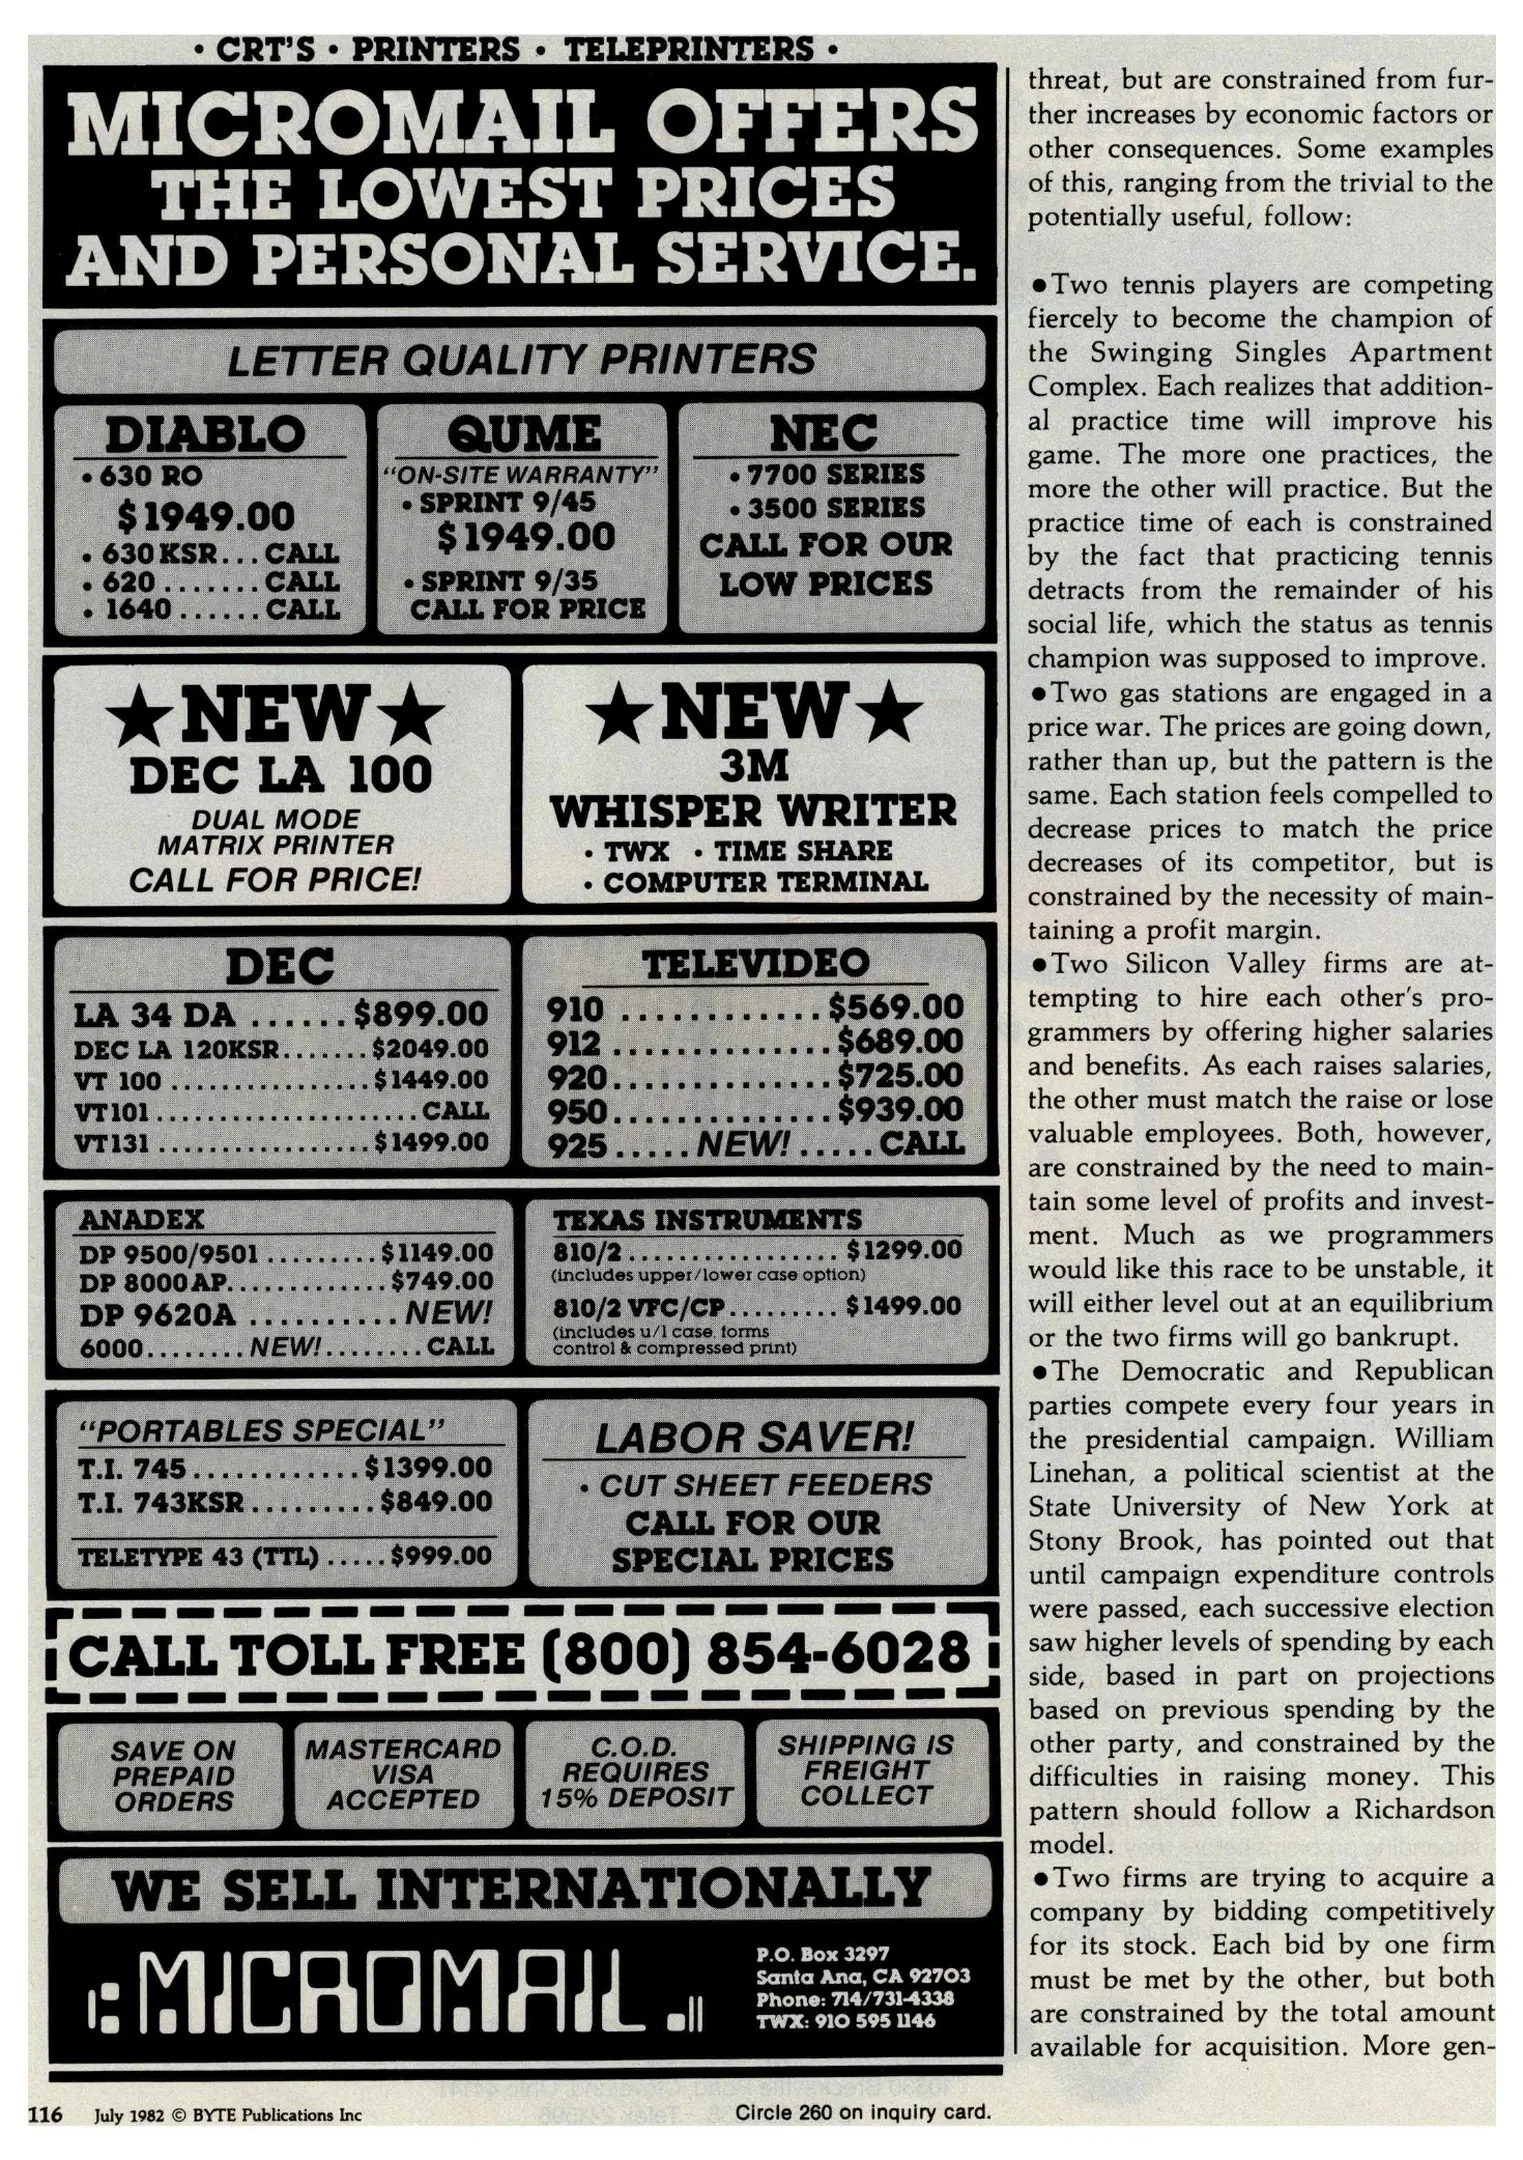 • CRT'S • PRINTERS • TELEPRINTERS •
MICROMAIL OFFERS
THE LOWEST PRICES
AND PERSONAL SERVICE.
LETTER QUALITY PRINTERS
DIABLO
• 630 RO
$1949.00
• 630 KSR...CALL
• 620.......CALL
• 1640......CALL
QUME
"ON-SITE WARRANTY"
• SPRINT 9/45
$1949.00
• SPRINT 9/35
CALL FOR PRICE
NEC
• 7700 SERIES
• 3500 SERIES
CALL FOR OUR
LOW PRICES
★NEW★
DEC LA 100
DUAL MODE
MATRIX PRINTER
CALL FOR PRICE!
★NEW★
3M
WHISPER WRITER
• TWX • TIME SHARE
• COMPUTER TERMINAL
DEC
LA 34 DA ......$899.00
DEC LA 120KSR.......$2049.00
VT 100 ................$1449.00
VT101.....................CALL
VT131 .................$1499.00
TELEVIDEO
910 ............$569.00
912 .............$689.00
920.............$725.00
950.............$939.00
925.....NEW!.....CALL
ANADEX
DP 9500/9501 .........$1149.00
DP 8000AP.............$749.00
DP 9620A ..........NEW!
6000........NEW!........CALL
TEXAS INSTRUMENTS
810/2.................$1299.00
(includes upper/lower case option)
810/2 VFC/CP.........$1499.00
(includes u/l case, forms
control & compressed print)
"PORTABLES SPECIAL"
T.I. 745............$1399.00
T.I. 743KSR.........$849.00
TELETYPE 43 (TTL).....$999.00
LABOR SAVER!
• CUT SHEET FEEDERS
CALL FOR OUR
SPECIAL PRICES
CALL TOLL FREE (800) 854-6028
SAVE ON
PREPAID
ORDERS
MASTERCARD
VISA
ACCEPTED
C.O.D.
REQUIRES
15% DEPOSIT
SHIPPING IS
FREIGHT
COLLECT
WE SELL INTERNATIONALLY
MICROMAIL
P.O. Box 3297
Santa Ana, CA 92703
Phone: 714/731-4338
TWX: 910 595 1146
threat, but are constrained from fur-
ther increases by economic factors or
other consequences. Some examples
of this, ranging from the trivial to the
potentially useful, follow:
•Two tennis players are competing
fiercely to become the champion of
the Swinging Singles Apartment
Complex. Each realizes that addition-
al practice time will improve his
game. The more one practices, the
more the other will practice. But the
practice time of each is constrained
by the fact that practicing tennis
detracts from the remainder of his
social life, which the status as tennis
champion was supposed to improve.
•Two gas stations are engaged in a
price war. The prices are going down,
rather than up, but the pattern is the
same. Each station feels compelled to
decrease prices to match the price
decreases of its competitor, but is
constrained by the necessity of main-
taining a profit margin.
•Two Silicon Valley firms are at-
tempting to hire each other's pro-
grammers by offering higher salaries
and benefits. As each raises salaries,
the other must match the raise or lose
valuable employees. Both, however,
are constrained by the need to main-
tain some level of profits and invest-
ment. Much as we programmers
would like this race to be unstable, it
will either level out at an equilibrium
or the two firms will go bankrupt.
•The Democratic and Republican
parties compete every four years in
the presidential campaign. William
Linehan, a political scientist at the
State University of New York at
Stony Brook, has pointed out that
until campaign expenditure controls
were passed, each successive election
saw higher levels of spending by each
side, based in part on projections
based on previous spending by the
other party, and constrained by the
difficulties in raising money. This
pattern should follow a Richardson
model.
•Two firms are trying to acquire a
company by bidding competitively
for its stock. Each bid by one firm
must be met by the other, but both
are constrained by the total amount
available for acquisition. More gen-
116 July 1982 © BYTE Publications Inc
Circle 260 on inquiry card.